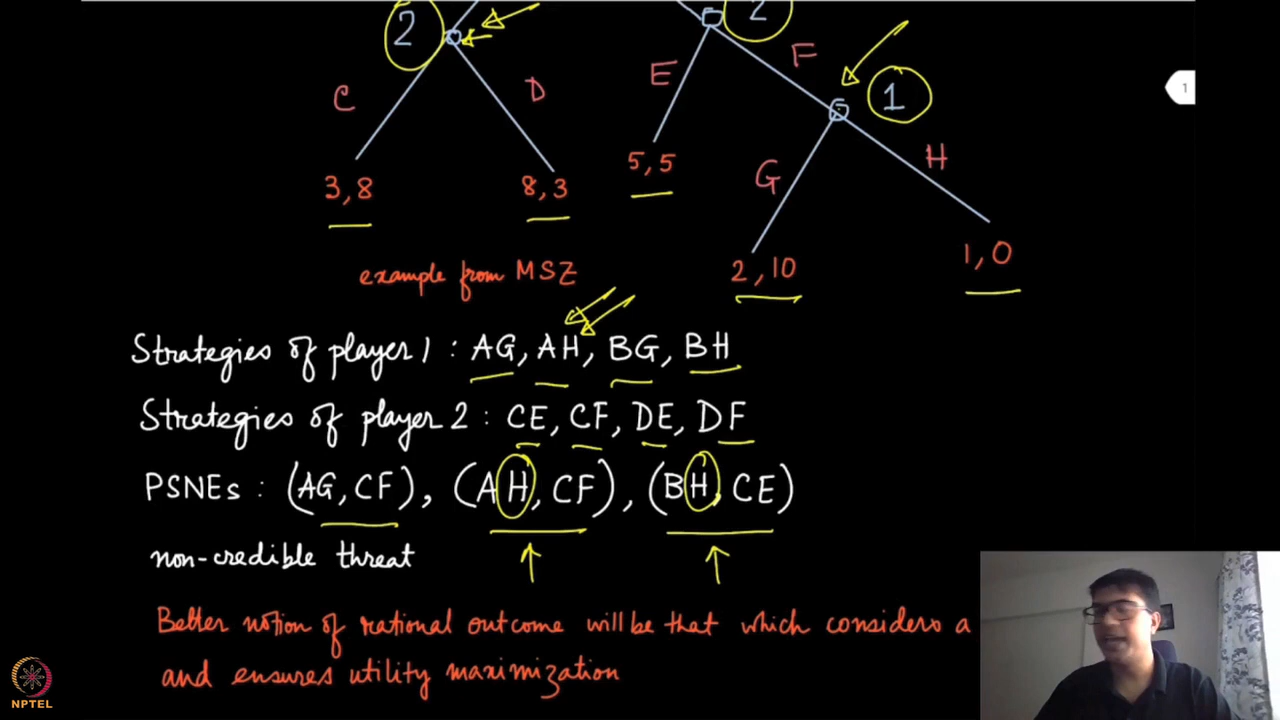 2
2
F
1
E
C
D
H
G
5,5
3,8
8,3
2,10
1,0
example from MSZ
Strategies of player 1 : AG, AH, BG, BH
Strategies of player 2 : CE, CF, DE, DF
PSNEs : (AG, CF), (AH, CF), (BH, CE)
non-credible threat
Better notion of rational outcome will be that which considers a
and ensures utility maximization
1
NPTEL